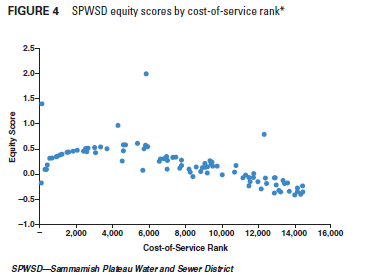 FIGURE 4 SPWSD equity scores by cost-of-service rank*
2.5
2.0
1.5
1.0
0.5
0.0
–0.5
–1.0
Equity Score
– 2,000 4,000 6,000 8,000 10,000 12,000 14,000 16,000
Cost-of-Service Rank
SPWSD—Sammamish Plateau Water and Sewer District